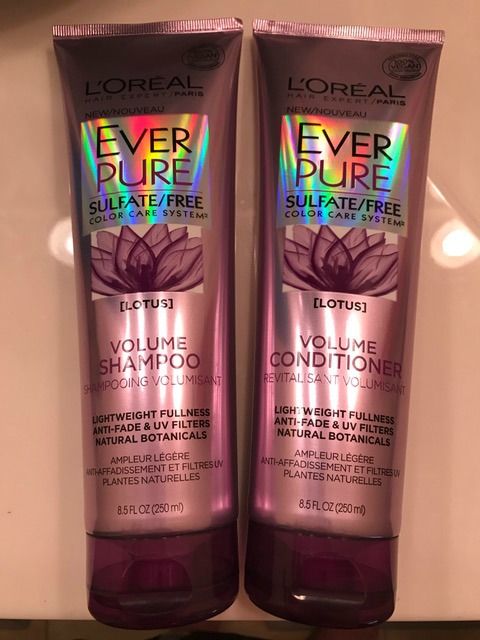 L'ORÉAL
HAIR EXPERT/PARIS
NEW/NOUVEAU
EVER
PURE
SULFATE/FREE
COLOR CARE SYSTEM
[LOTUS]
VOLUME
SHAMPOO
SHAMPOOING VOLUMISANT
LIGHTWEIGHT FULLNESS
ANTI-FADE & UV FILTERS
NATURAL BOTANICALS
AMPLEUR LÉGÈRE
ANTI-AFFADISSEMENT ET FILTRES UV
PLANTES NATURELLES
8.5 FL OZ (250 ml)
100%
VEGAN
L'ORÉAL
HAIR EXPERT/PARIS
NEW/NOUVEAU
EVER
PURE
SULFATE/FREE
COLOR CARE SYSTEM
[LOTUS]
VOLUME
CONDITIONER
REVITALISANT VOLUMISANT
LIGHTWEIGHT FULLNESS
ANTI-FADE & UV FILTERS
NATURAL BOTANICALS
AMPLEUR LÉGÈRE
ANTI-AFFADISSEMENT ET FILTRES UV
PLANTES NATURELLES
8.5 FL OZ (250 ml)